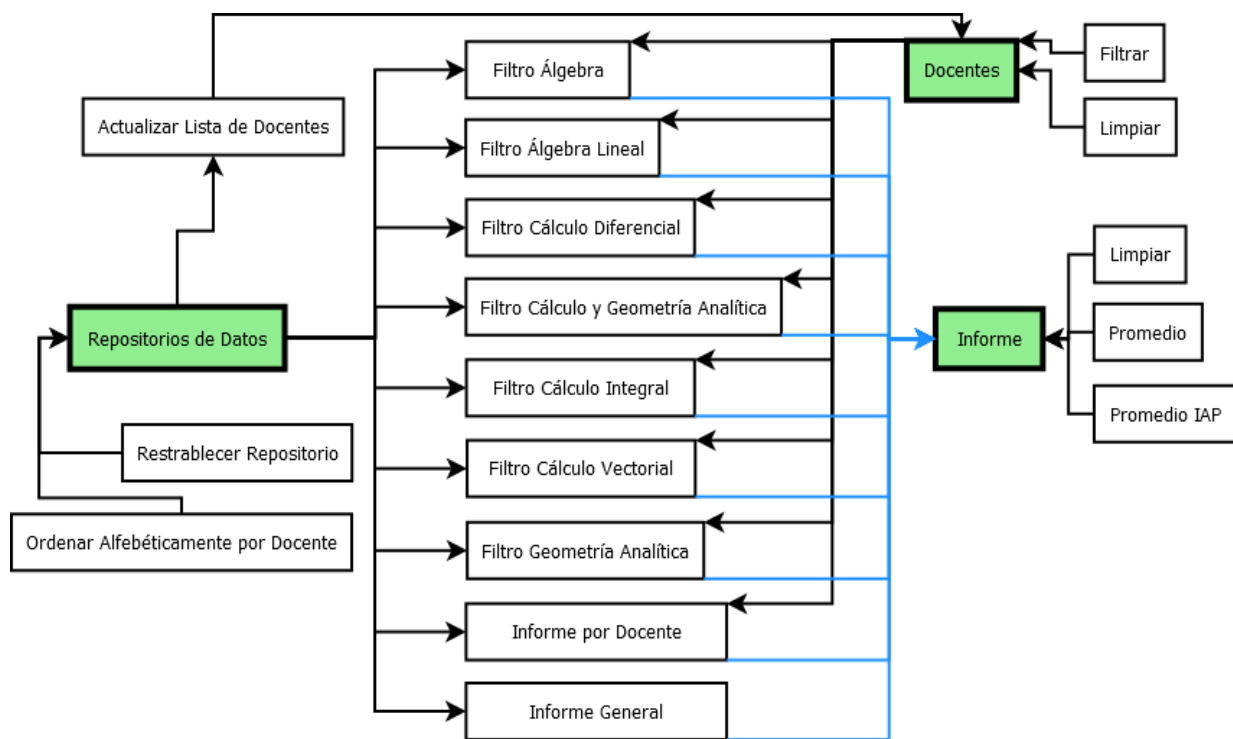 Filtro Álgebra
Docentes
Filtrar
Actualizar Lista de Docentes
Limpiar
Filtro Álgebra Lineal
Filtro Cálculo Diferencial
Limpiar
Filtro Cálculo y Geometría Analítica
Repositorios de Datos
Informe
Promedio
Filtro Cálculo Integral
Promedio IAP
Restrablecer Repositorio
Filtro Cálculo Vectorial
Ordenar Alfebéticamente por Docente
Filtro Geometría Analítica
Informe por Docente
Informe General